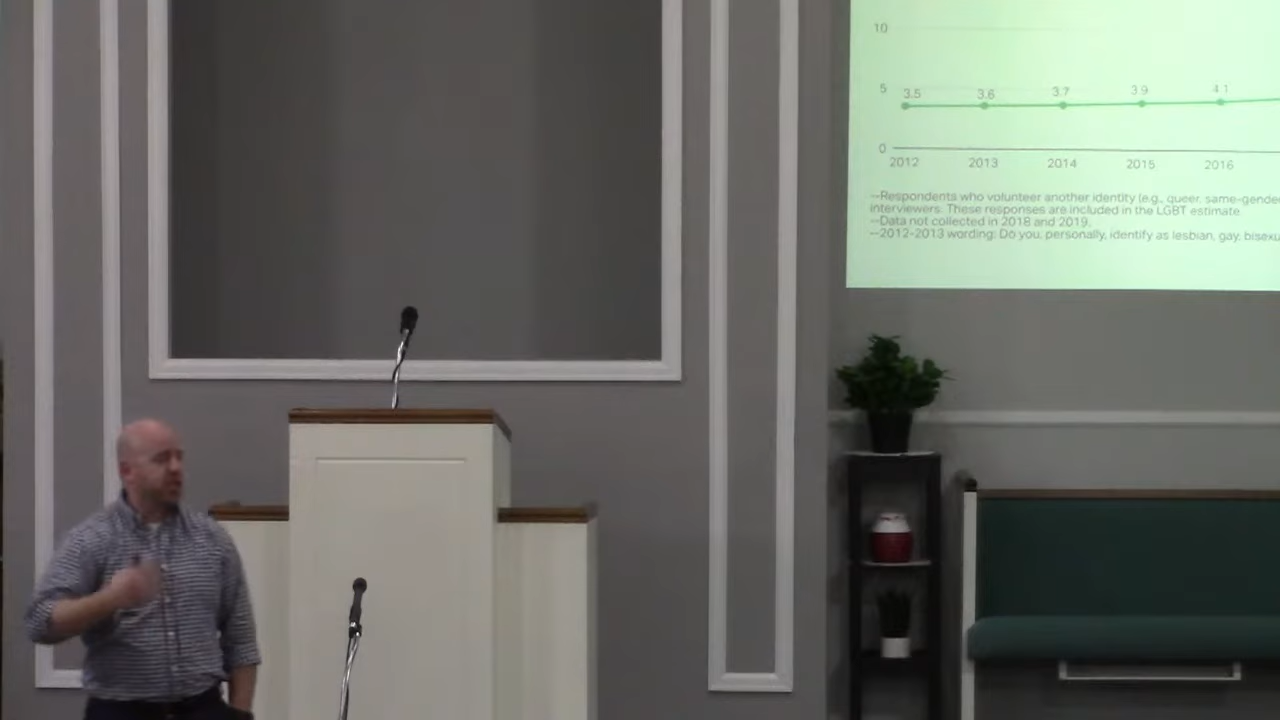 10
5
3.5 3.6 3.7 3.9 4.1
0
2012 2013 2014 2015 2016
--Respondents who volunteer another identity (e.g., queer, same-gende
interviewers. These responses are included in the LGBT estimate.
--Data not collected in 2018 and 2019.
--2012-2013 wording: Do you, personally, identify as lesbian, gay, bisexu